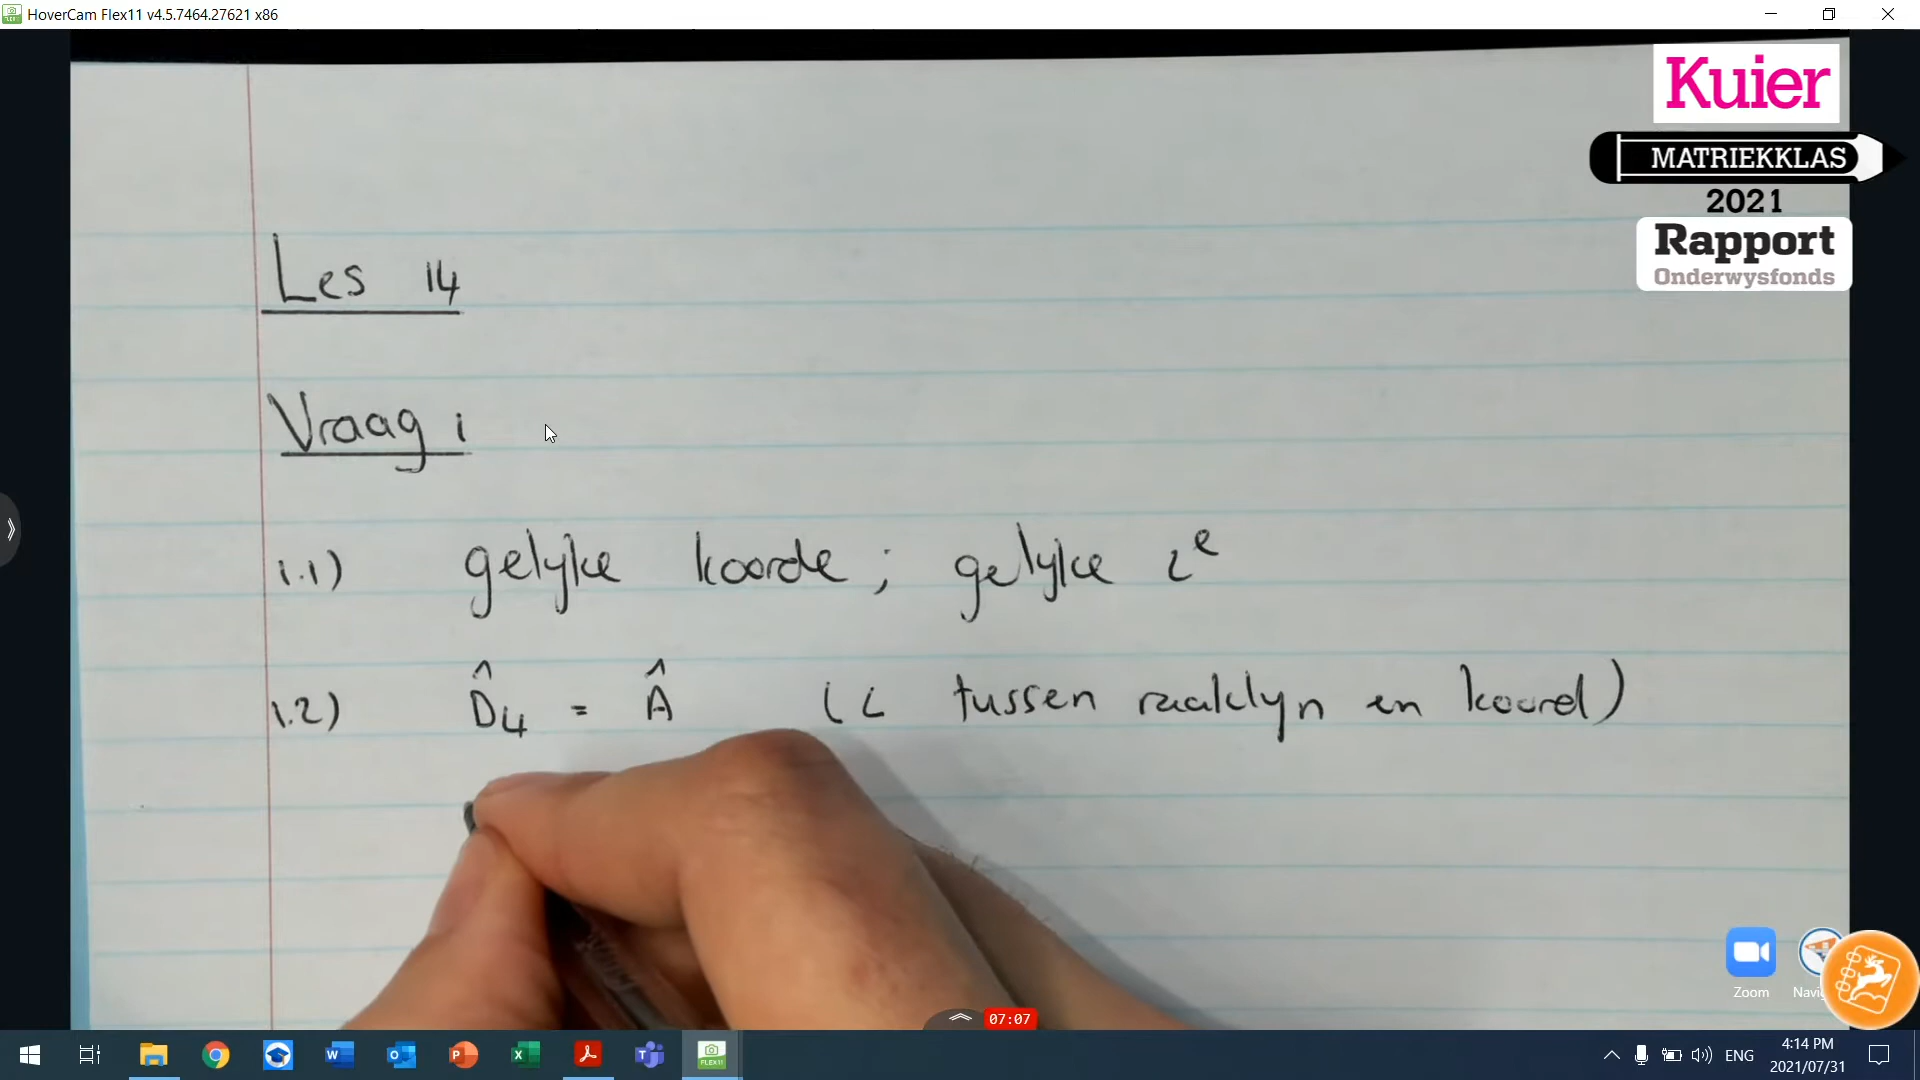 HoverCam Flex11 v4.5.7464.27621 x86
Kuier
MATRIEKKLAS
2021
Rapport
Onderwysfonds
Les 14
Vraag 1
1.1) gelyke koorde ; gelyke ∠ᵉ
1.2) D̂₄ = Â (∠ tussen raaklyn en koord)
Zoom
07:07
ENG
4:14 PM
2021/07/31